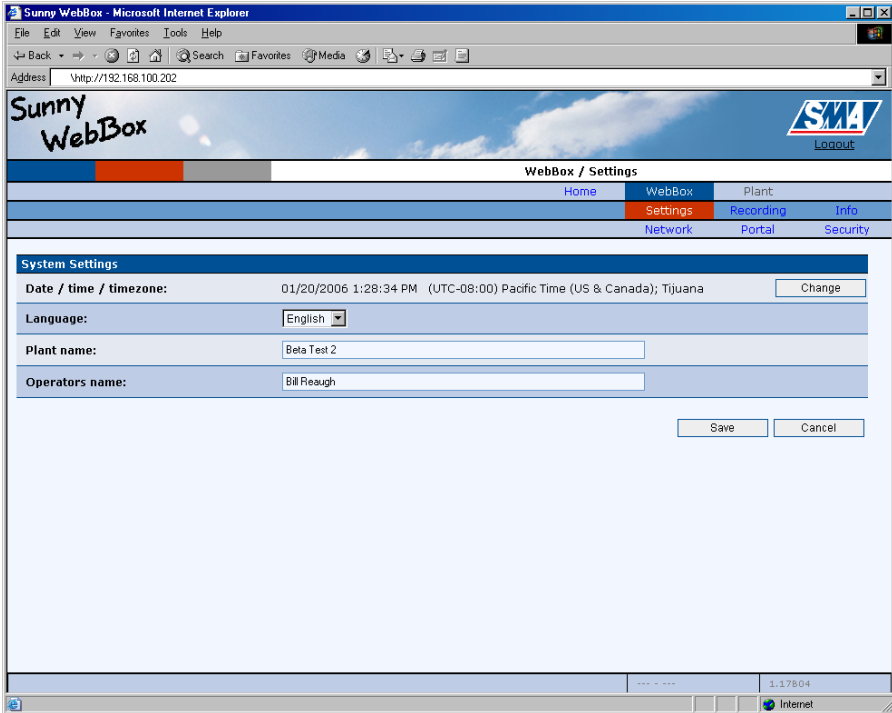 Sunny WebBox - Microsoft Internet Explorer
File Edit View Favorites Tools Help
Back Search Favorites Media
Address \http://192.168.100.202
Sunny
WebBox
SMA
Logout
WebBox / Settings
Home WebBox Plant
Settings Recording Info
Network Portal Security
System Settings
Date / time / timezone: 01/20/2006 1:28:34 PM (UTC-08:00) Pacific Time (US & Canada); Tijuana Change
Language: English
Plant name: Beta Test 2
Operators name: Bill Reaugh
Save Cancel
--- - --- 1.17B04
Internet